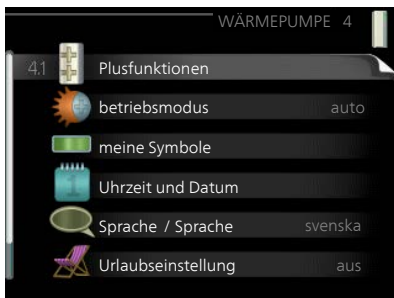 WÄRMEPUMPE 4
4.1 Plusfunktionen
betriebsmodus auto
meine Symbole
Uhrzeit und Datum
Sprache / Sprache svenska
Urlaubseinstellung aus